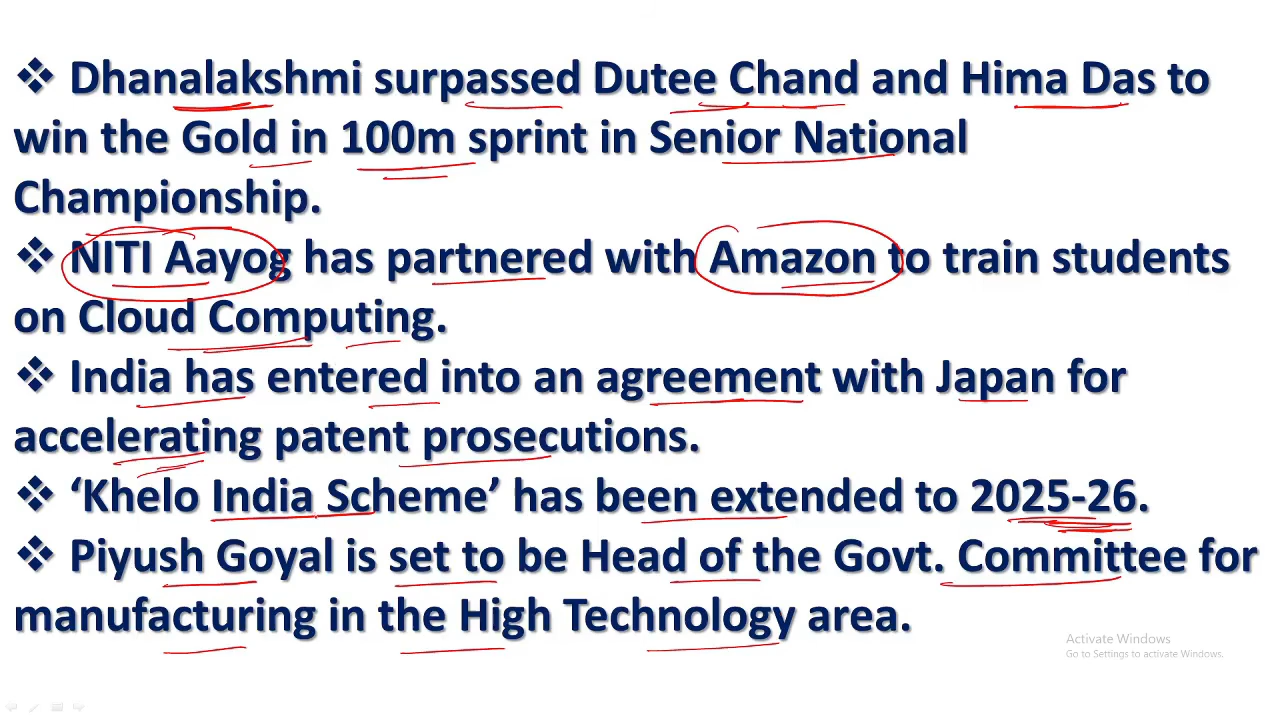 ❖ Dhanalakshmi surpassed Dutee Chand and Hima Das to
win the Gold in 100m sprint in Senior National
Championship.
❖ NITI Aayog has partnered with Amazon to train students
on Cloud Computing.
❖ India has entered into an agreement with Japan for
accelerating patent prosecutions.
❖ ‘Khelo India Scheme’ has been extended to 2025-26.
❖ Piyush Goyal is set to be Head of the Govt. Committee for
manufacturing in the High Technology area.
Activate Windows
Go to Settings to activate Windows.